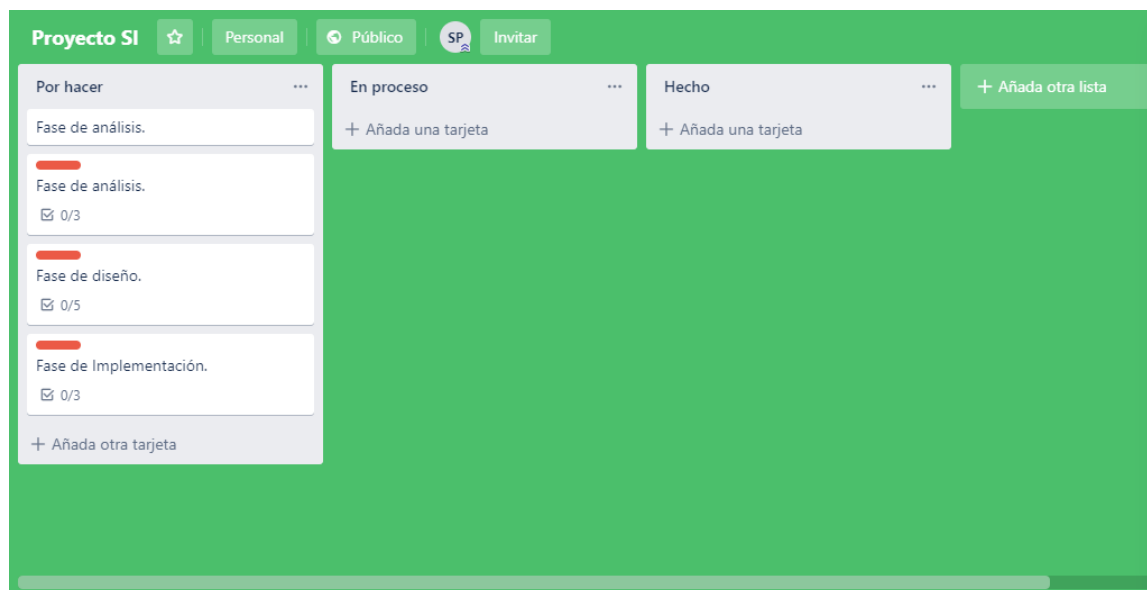 Proyecto SI
Personal
Público
SP
Invitar
Por hacer
Fase de análisis.
Fase de análisis.
0/3
Fase de diseño.
0/5
Fase de Implementación.
0/3
+ Añada otra tarjeta
En proceso
+ Añada una tarjeta
Hecho
+ Añada una tarjeta
+ Añada otra lista